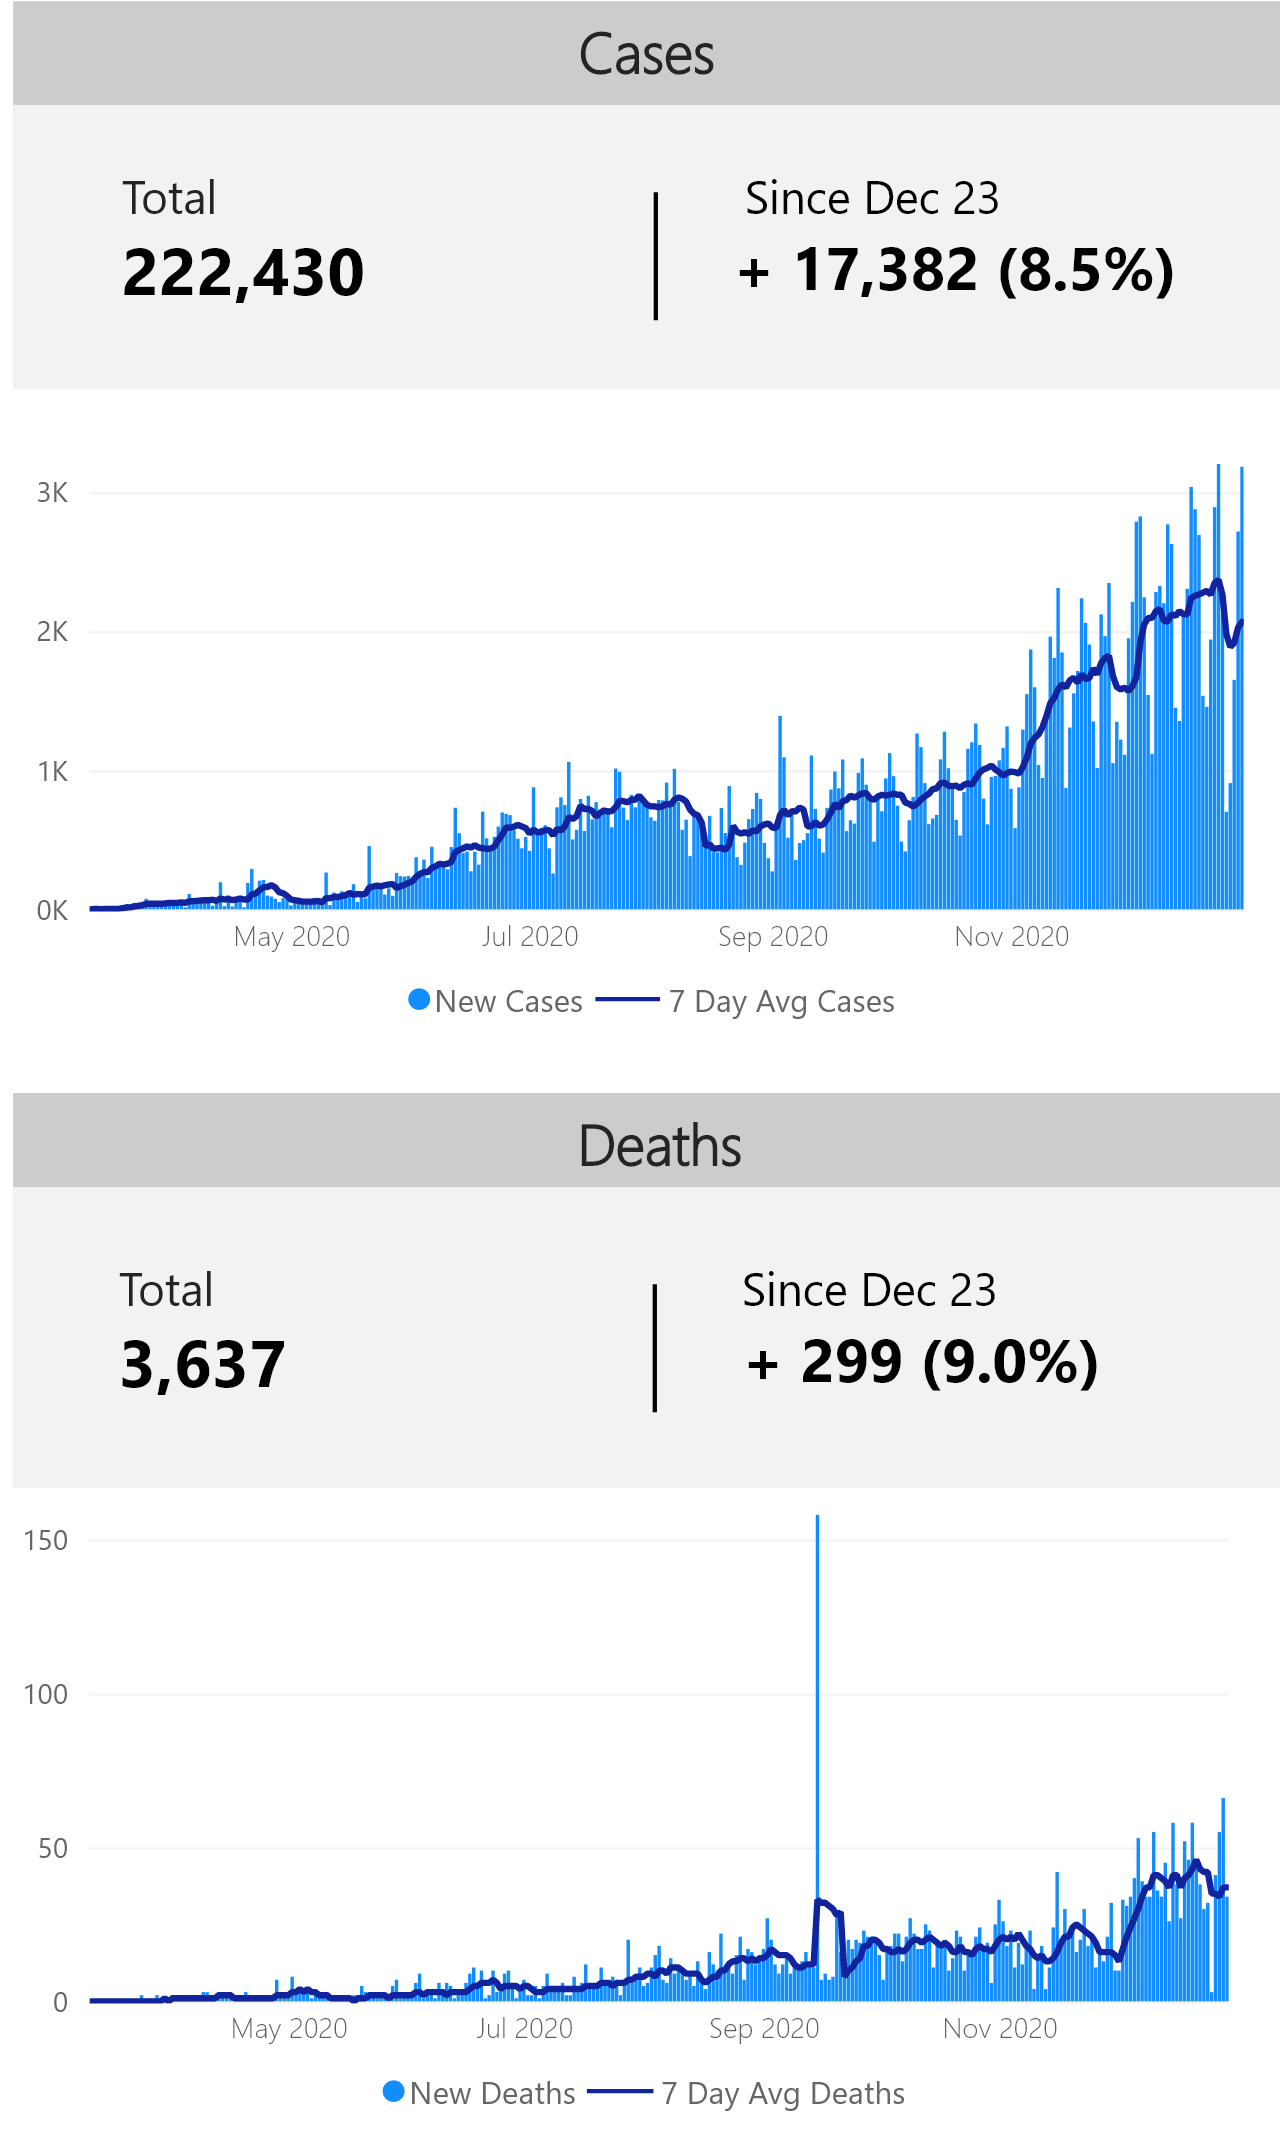 Cases
Total
Since Dec 23
222,430
+ 17,382 (8.5%)
3K
2K
1K
0K
May 2020
Jul 2020
Sep 2020
Nov 2020
New Cases
7 Day Avg Cases
Deaths
Total
Since Dec 23
3,637
+ 299 (9.0%)
150
100
50
0
May 2020
Jul 2020
Sep 2020
Nov 2020
New Deaths
7 Day Avg Deaths